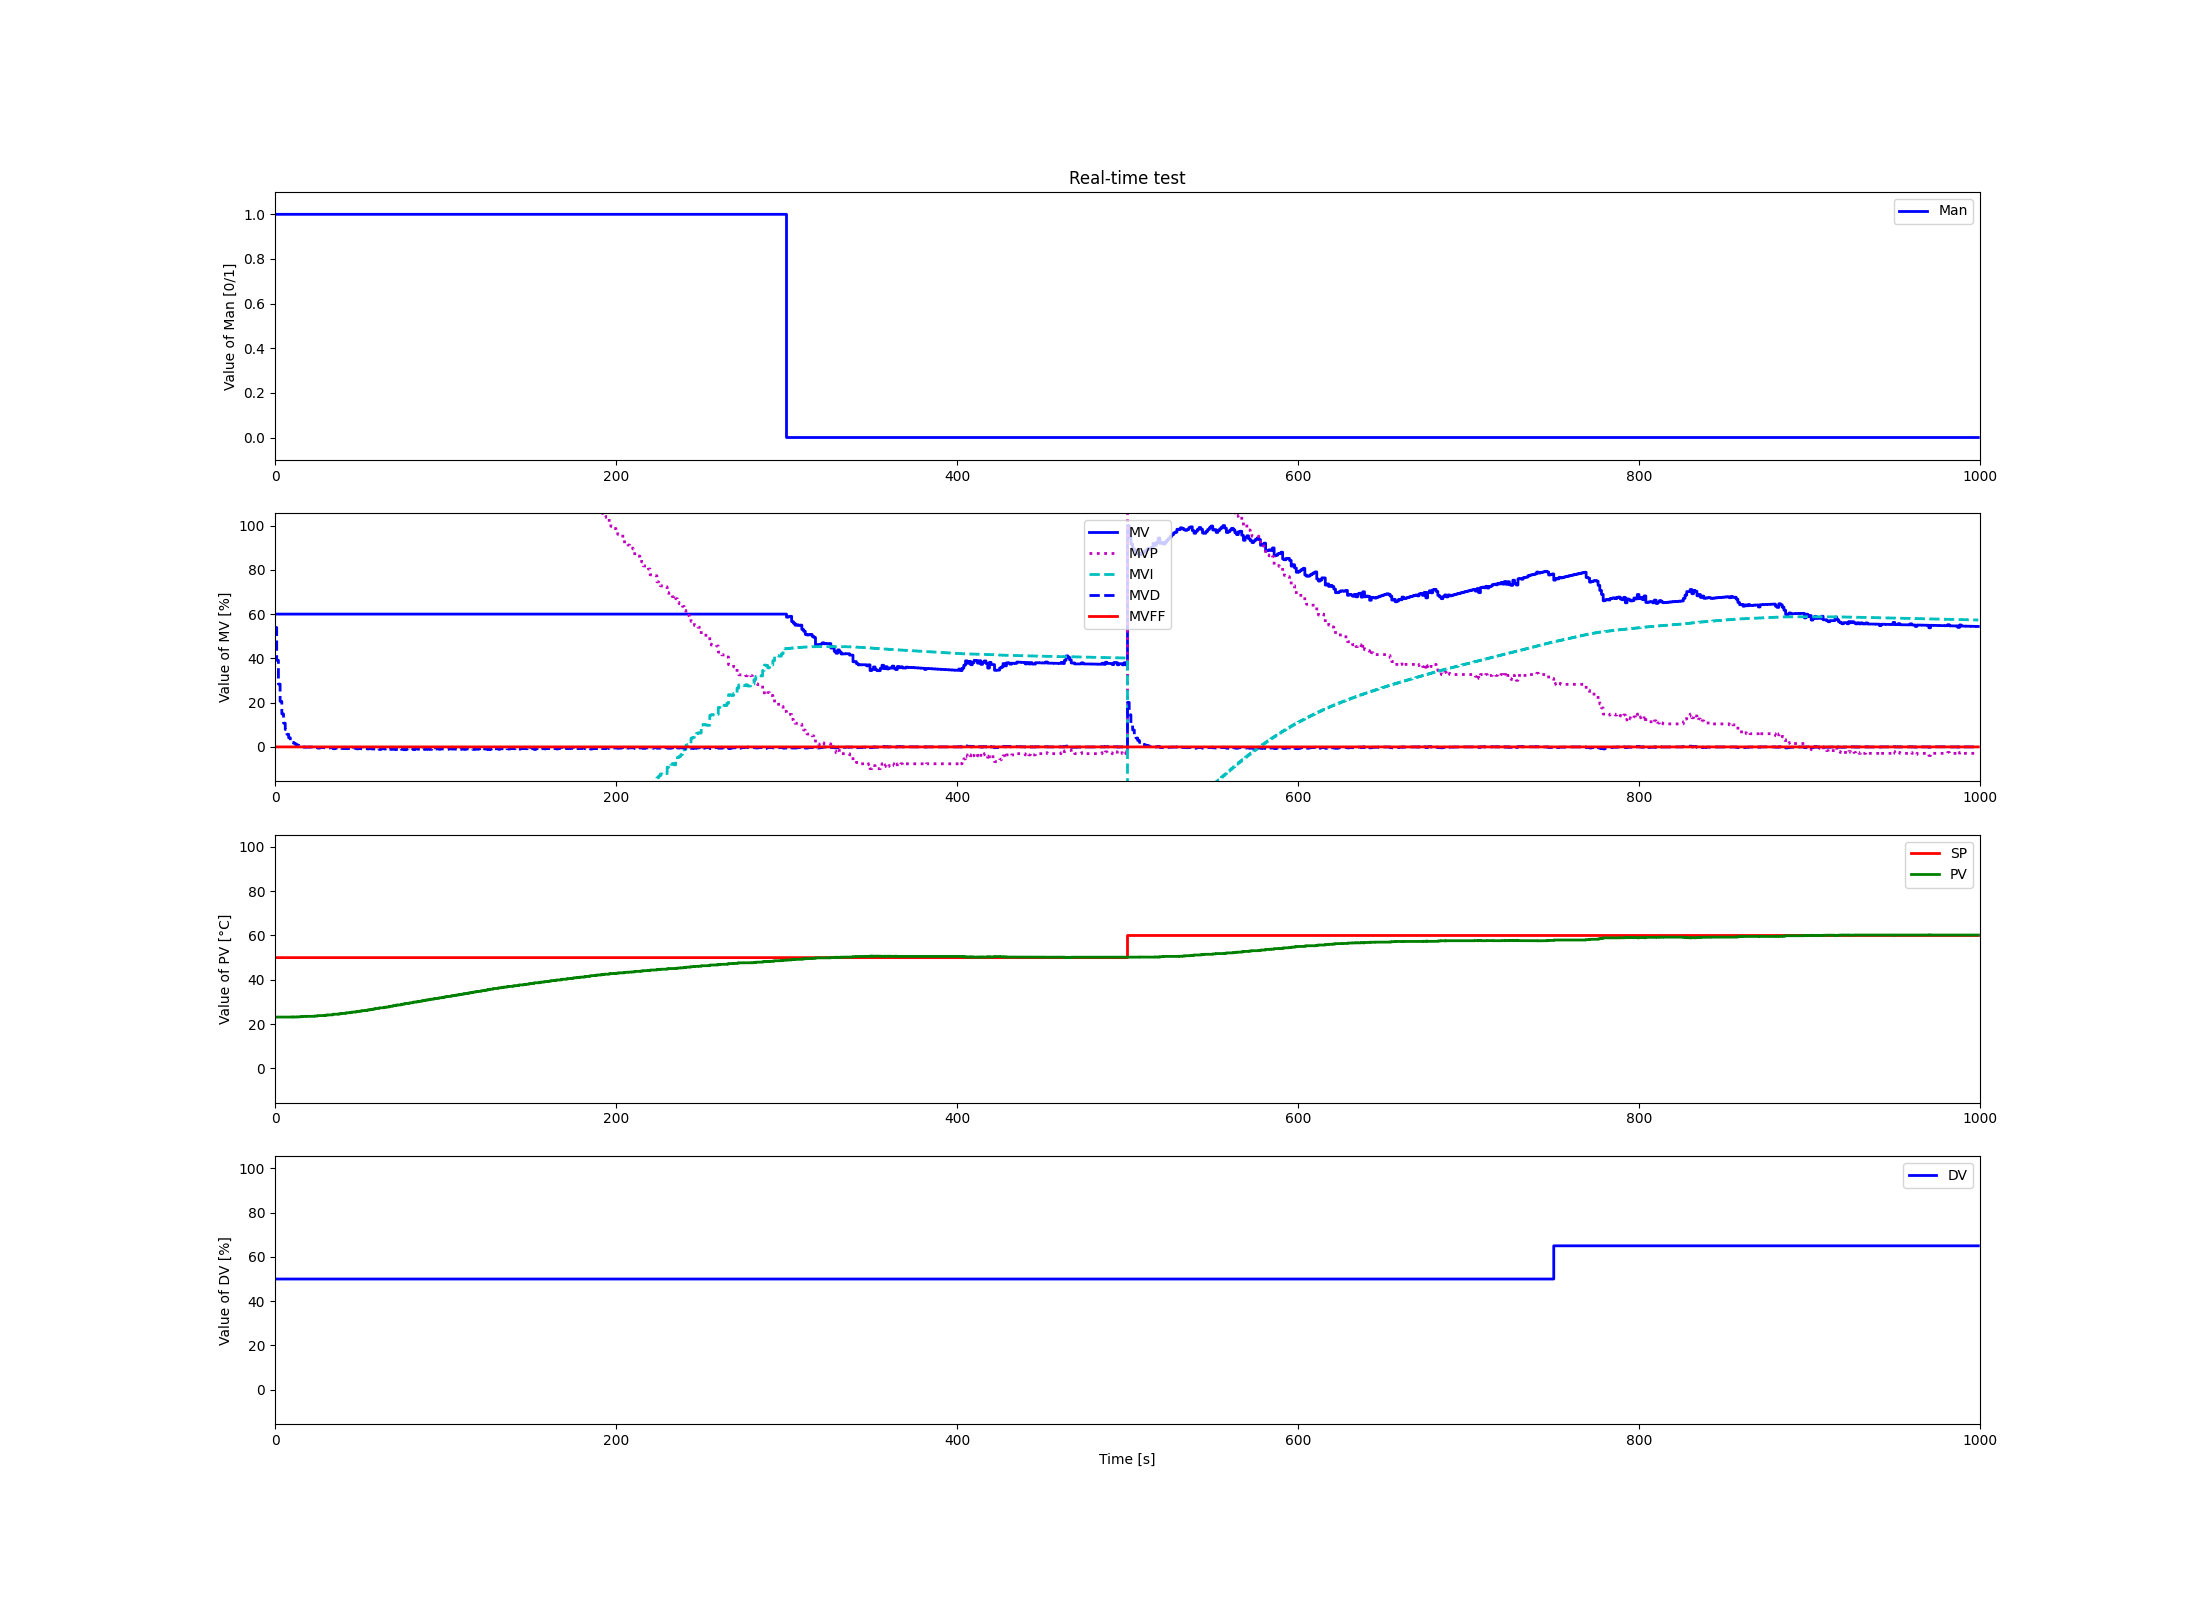 Real-time test
Value of Man [0/1]
1.0
0.8
0.6
0.4
0.2
0.0
Man
0 200 400 600 800 1000
Value of MV [%]
100
80
60
40
20
0
MV
MVP
MVI
MVD
MVFF
0 200 400 600 800 1000
Value of PV [°C]
100
80
60
40
20
0
SP
PV
0 200 400 600 800 1000
Value of DV [%]
100
80
60
40
20
0
DV
0 200 400 600 800 1000
Time [s]